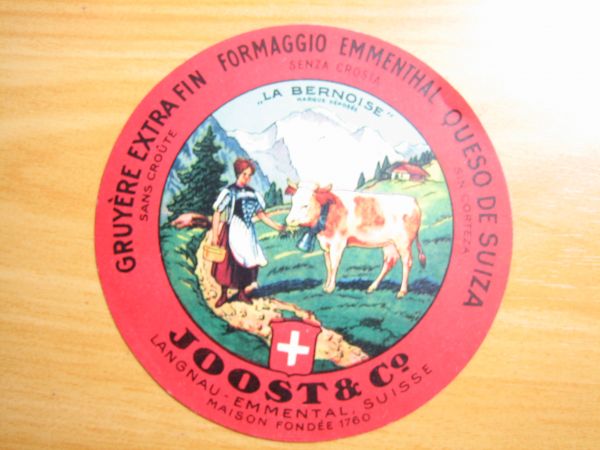 GRUYÈRE EXTRA FIN FORMAGGIO EMMENTHAL QUESO DE SUIZA
SANS CROÛTE SENZA CROSTA SIN CORTEZA
„LA BERNOISE"
MARQUE DÉPOSÉE
JOOST & Co
LANGNAU - EMMENTAL, SUISSE
MAISON FONDÉE 1760